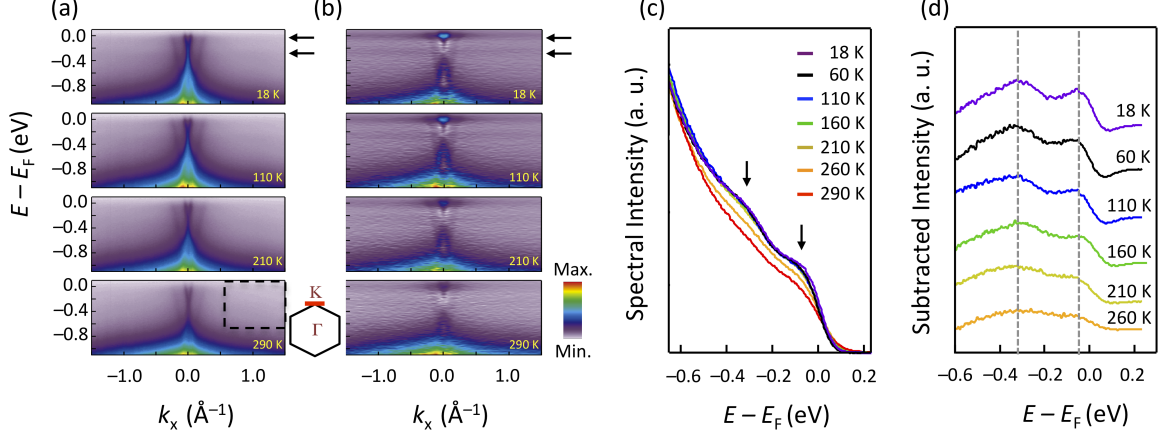 (a)
0.0
−0.4
−0.8
18 K
0.0
−0.4
−0.8
110 K
0.0
−0.4
−0.8
210 K
0.0
−0.4
−0.8
290 K
−1.0
0.0
1.0
E − EF (eV)
kx (Å−1)
K
Γ
(b)
18 K
110 K
210 K
290 K
−1.0
0.0
1.0
kx (Å−1)
Max.
Min.
(c)
18 K
60 K
110 K
160 K
210 K
260 K
290 K
Spectral Intensity (a. u.)
−0.6
−0.4
−0.2
0.0
0.2
E − EF (eV)
(d)
18 K
60 K
110 K
160 K
210 K
260 K
Subtracted Intensity (a. u.)
−0.6
−0.4
−0.2
0.0
0.2
E − EF (eV)